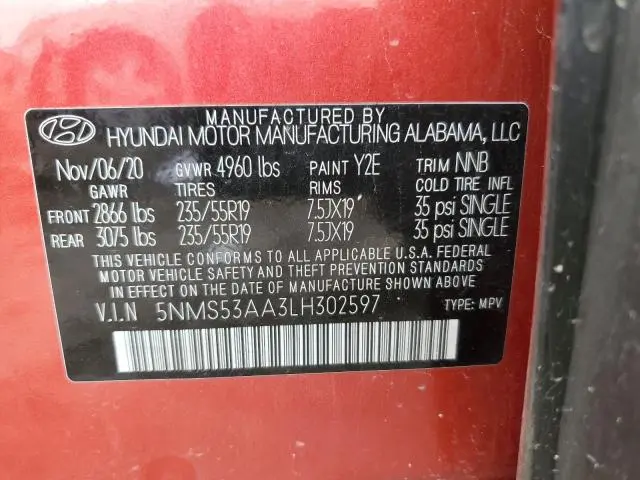 MANUFACTURED BY
HYUNDAI MOTOR MANUFACTURING ALABAMA, LLC
Nov/06/20 GVWR 4960 lbs PAINT Y2E TRIM NNB
GAWR TIRES RIMS COLD TIRE INFL
FRONT 2866 lbs 235/55R19 7.5JX19 35 psi SINGLE
REAR 3075 lbs 235/55R19 7.5JX19 35 psi SINGLE
THIS VEHICLE CONFORMS TO ALL APPLICABLE U.S.A. FEDERAL
MOTOR VEHICLE SAFETY AND THEFT PREVENTION STANDARDS
IN EFFECT ON THE DATE OF MANUFACTURE SHOWN ABOVE
V.I.N 5NMS53AA3LH302597 TYPE: MPV